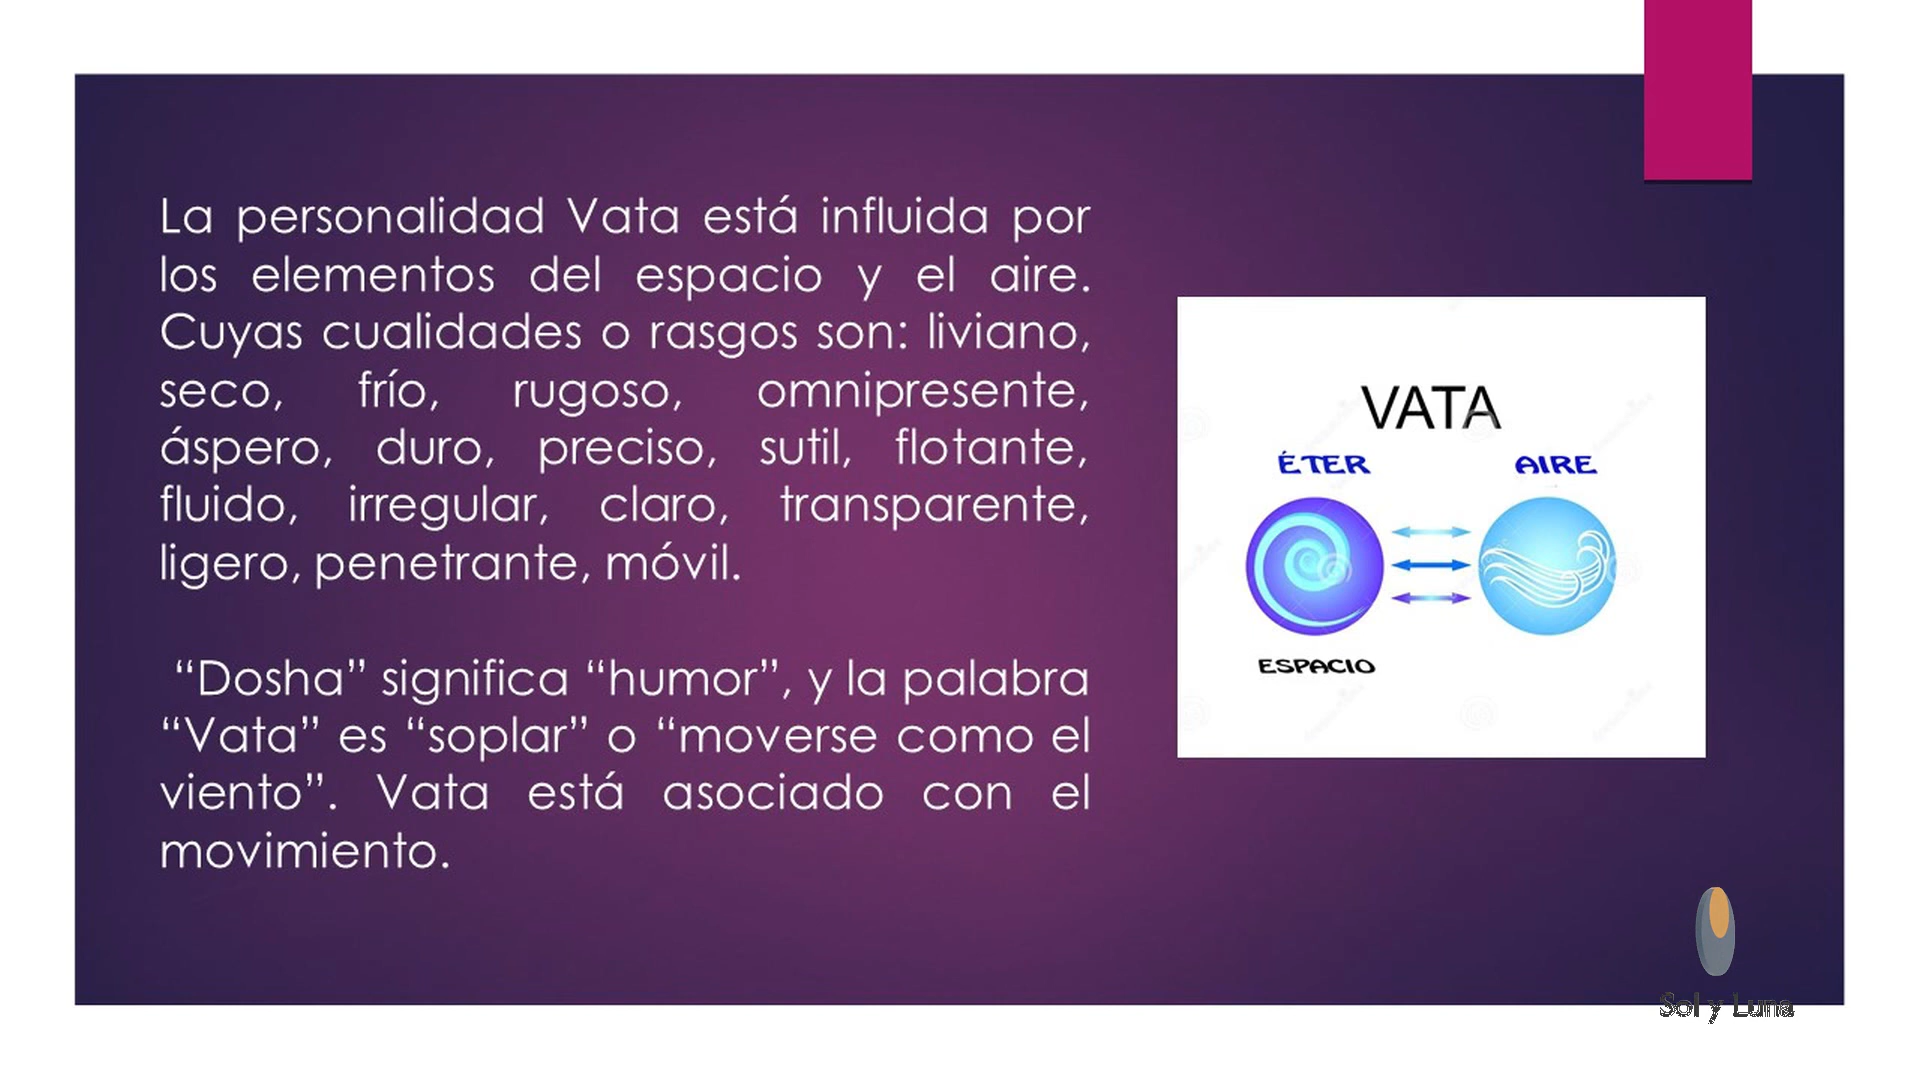 La personalidad Vata está influida por
los elementos del espacio y el aire.
Cuyas cualidades o rasgos son: liviano,
seco, frío, rugoso, omnipresente,
áspero, duro, preciso, sutil, flotante,
fluido, irregular, claro, transparente,
ligero, penetrante, móvil.
“Dosha” significa “humor”, y la palabra
“Vata” es “soplar” o “moverse como el
viento”. Vata está asociado con el
movimiento.
VATA
ÉTER AIRE
ESPACIO
Sol y Luna